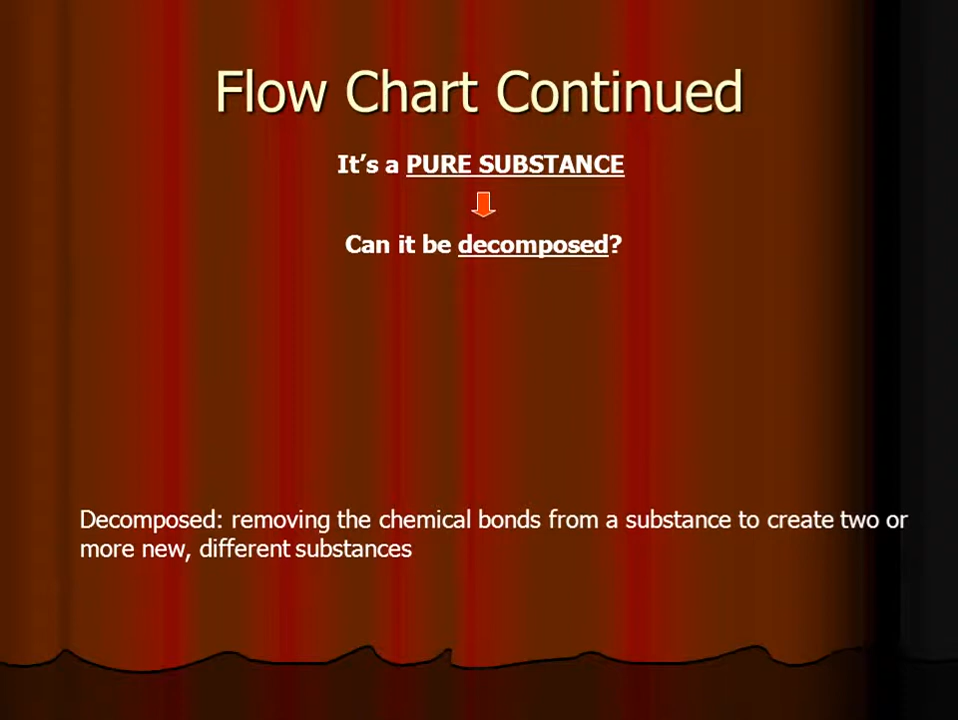 Flow Chart Continued
It’s a PURE SUBSTANCE
Can it be decomposed?
Decomposed: removing the chemical bonds from a substance to create two or
more new, different substances